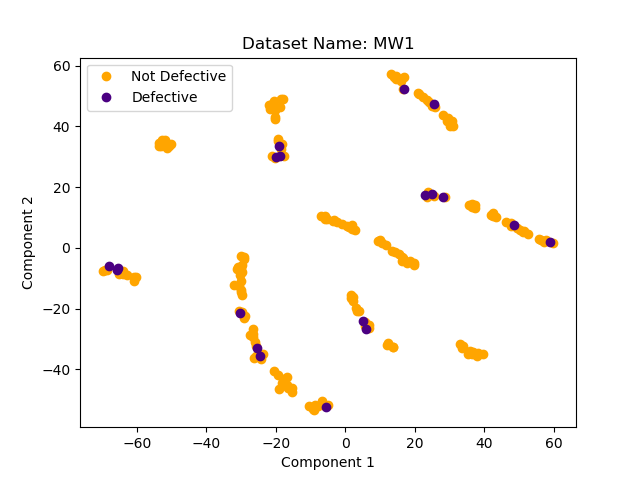 Dataset Name: MW1
Not Defective
Defective
60
40
20
0
−20
−40
Component 2
−60
−40
−20
0
20
40
60
Component 1